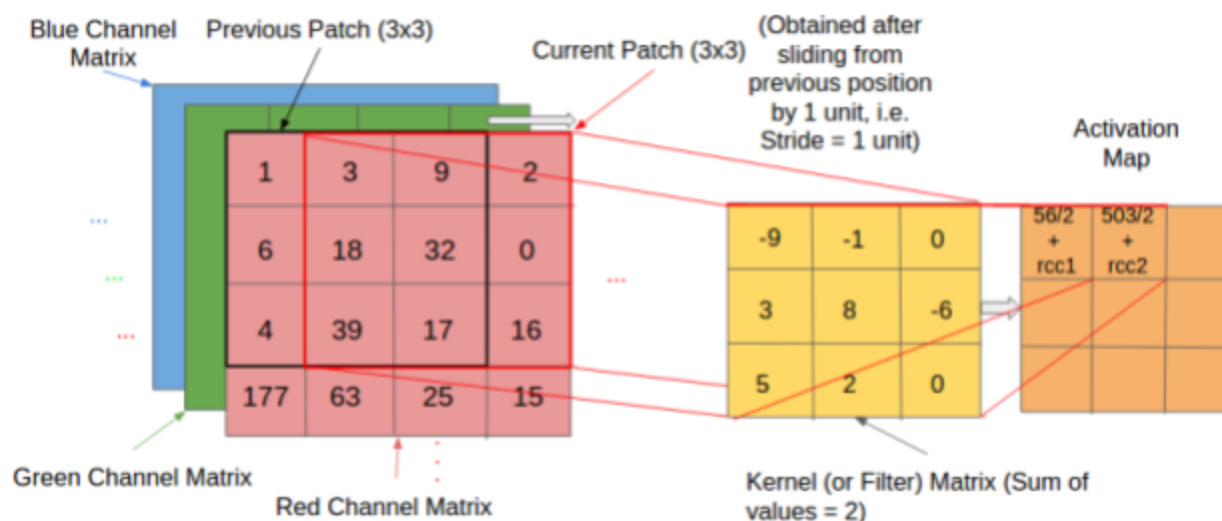 Blue Channel
Matrix
Previous Patch (3x3)
Current Patch (3x3)
(Obtained after
sliding from
previous position
by 1 unit, i.e.
Stride = 1 unit)
Activation
Map
1 3 9 2
6 18 32 0
4 39 17 16
177 63 25 15
...
...
...
...
-9 -1 0
3 8 -6
5 2 0
56/2 503/2
+ +
rcc1 rcc2
Green Channel Matrix
Red Channel Matrix
Kernel (or Filter) Matrix (Sum of
values = 2)